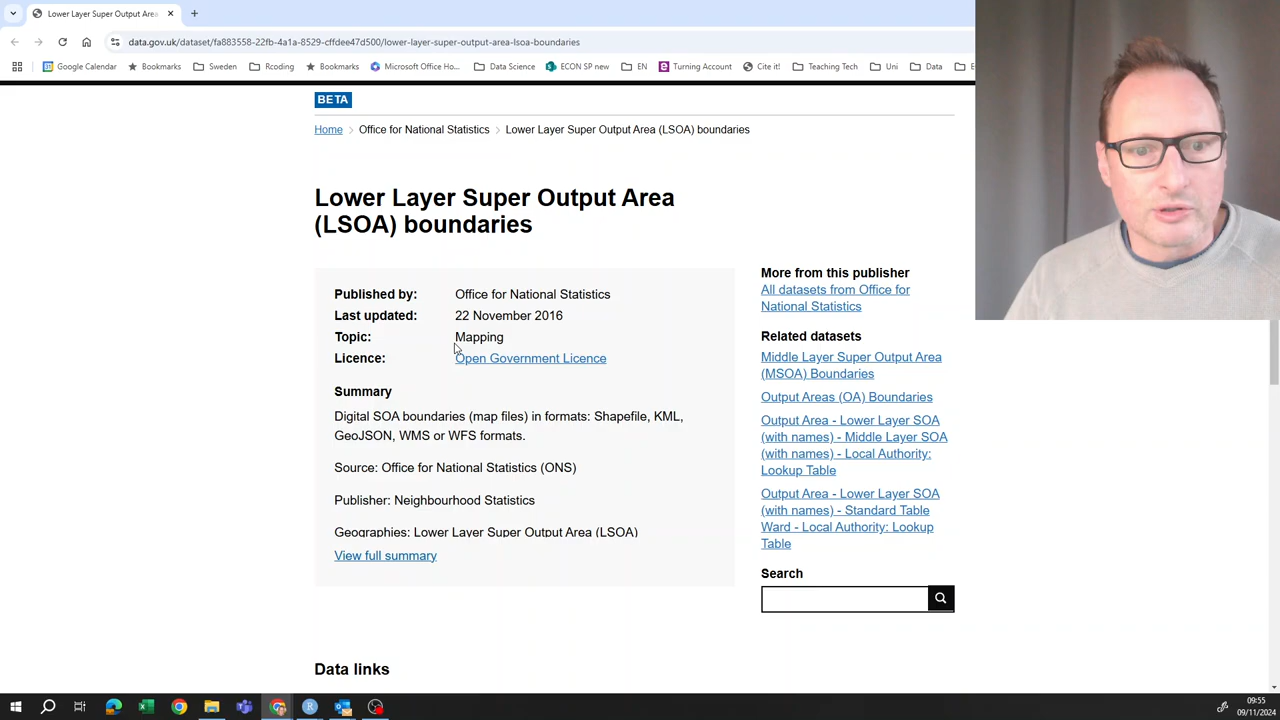 Lower Layer Super Output Area
data.gov.uk/dataset/fa883558-22fb-4a1a-8529-cffdee47d500/lower-layer-super-output-area-lsoa-boundaries
Google Calendar
Bookmarks
Sweden
Rcoding
Bookmarks
Microsoft Office Ho...
Data Science
ECON SP new
EN
Turning Account
Cite it!
Teaching Tech
Uni
Data
BETA
Home > Office for National Statistics > Lower Layer Super Output Area (LSOA) boundaries
Lower Layer Super Output Area
(LSOA) boundaries
Published by: Office for National Statistics
Last updated: 22 November 2016
Topic: Mapping
Licence: Open Government Licence
Summary
Digital SOA boundaries (map files) in formats: Shapefile, KML,
GeoJSON, WMS or WFS formats.
Source: Office for National Statistics (ONS)
Publisher: Neighbourhood Statistics
Geographies: Lower Layer Super Output Area (LSOA)
View full summary
Data links
More from this publisher
All datasets from Office for
National Statistics
Related datasets
Middle Layer Super Output Area
(MSOA) Boundaries
Output Areas (OA) Boundaries
Output Area - Lower Layer SOA
(with names) - Middle Layer SOA
(with names) - Local Authority:
Lookup Table
Output Area - Lower Layer SOA
(with names) - Standard Table
Ward - Local Authority: Lookup
Table
Search
09:55
09/11/2024